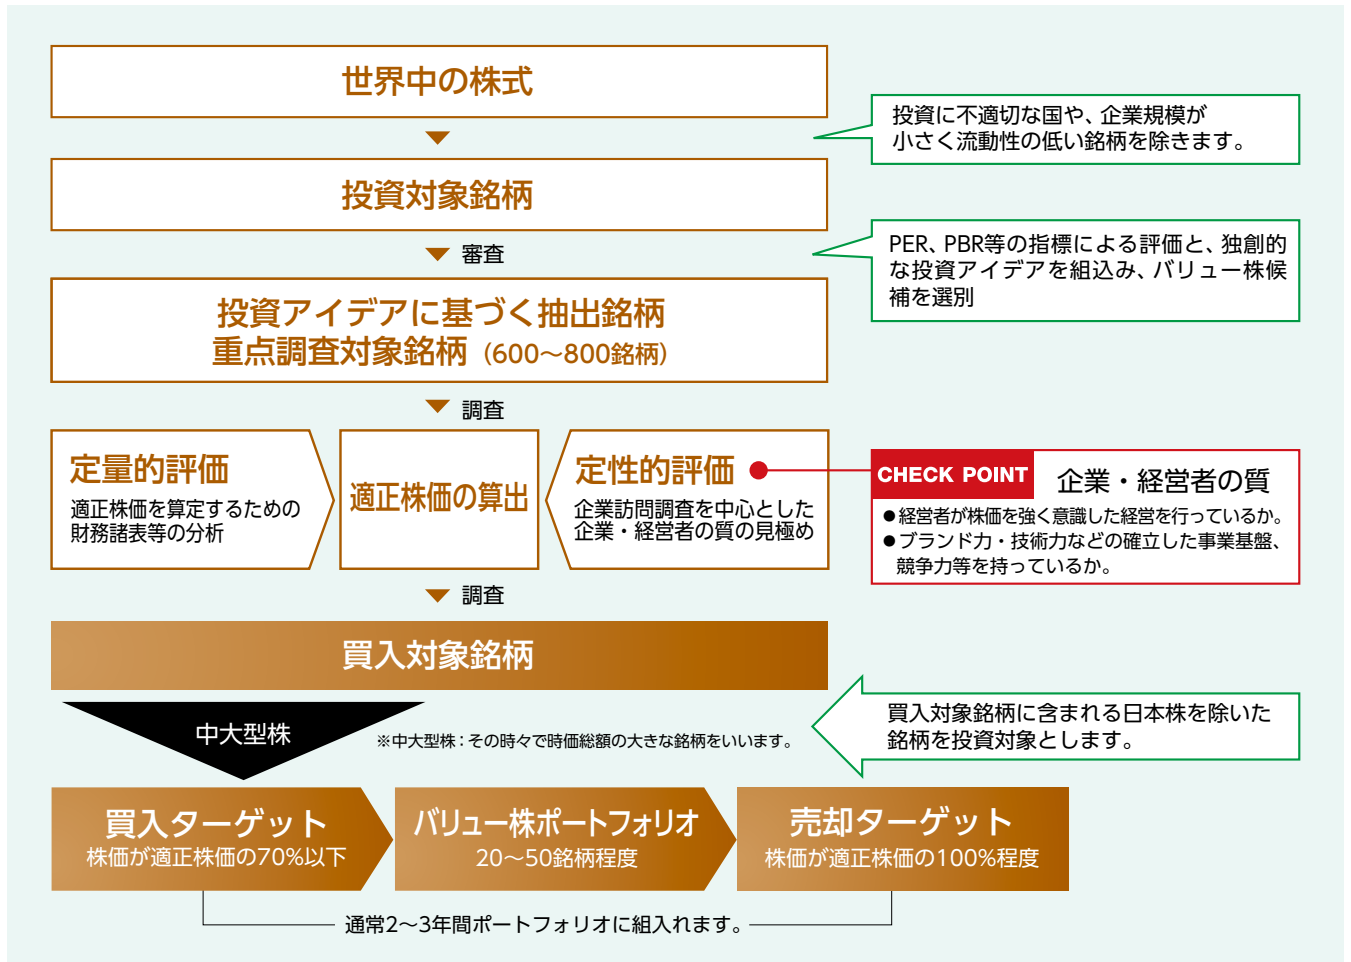 世界中の株式
投資に不適切な国や、企業規模が
小さく流動性の低い銘柄を除きます。
投資対象銘柄
審査
PER、PBR等の指標による評価と、独創的
な投資アイデアを組込み、バリュー株候
補を選別
投資アイデアに基づく抽出銘柄
重点調査対象銘柄（600～800銘柄）
調査
定量的評価
適正株価を算定するための
財務諸表等の分析
適正株価の算出
定性的評価
企業訪問調査を中心とした
企業・経営者の質の見極め
CHECK POINT 企業・経営者の質
●経営者が株価を強く意識した経営を行っているか。
●ブランド力・技術力などの確立した事業基盤、
競争力等を持っているか。
調査
買入対象銘柄
中大型株
※中大型株：その時々で時価総額の大きな銘柄をいいます。
買入対象銘柄に含まれる日本株を除いた
銘柄を投資対象とします。
買入ターゲット
株価が適正株価の70%以下
バリュー株ポートフォリオ
20～50銘柄程度
売却ターゲット
株価が適正株価の100%程度
通常2～3年間ポートフォリオに組入れます。